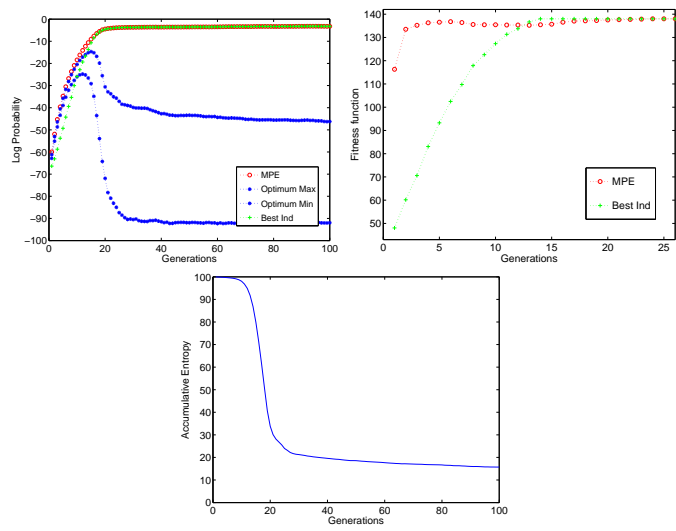 Log Probability
0
−10
−20
−30
−40
−50
−60
−70
−80
−90
−100
0 20 40 60 80 100
Generations
MPE
Optimum Max
Optimum Min
Best Ind
Fitness function
140
130
120
110
100
90
80
70
60
50
0 5 10 15 20 25
Generations
MPE
Best Ind
Accumulative Entropy
100
90
80
70
60
50
40
30
20
10
0
0 20 40 60 80 100
Generations